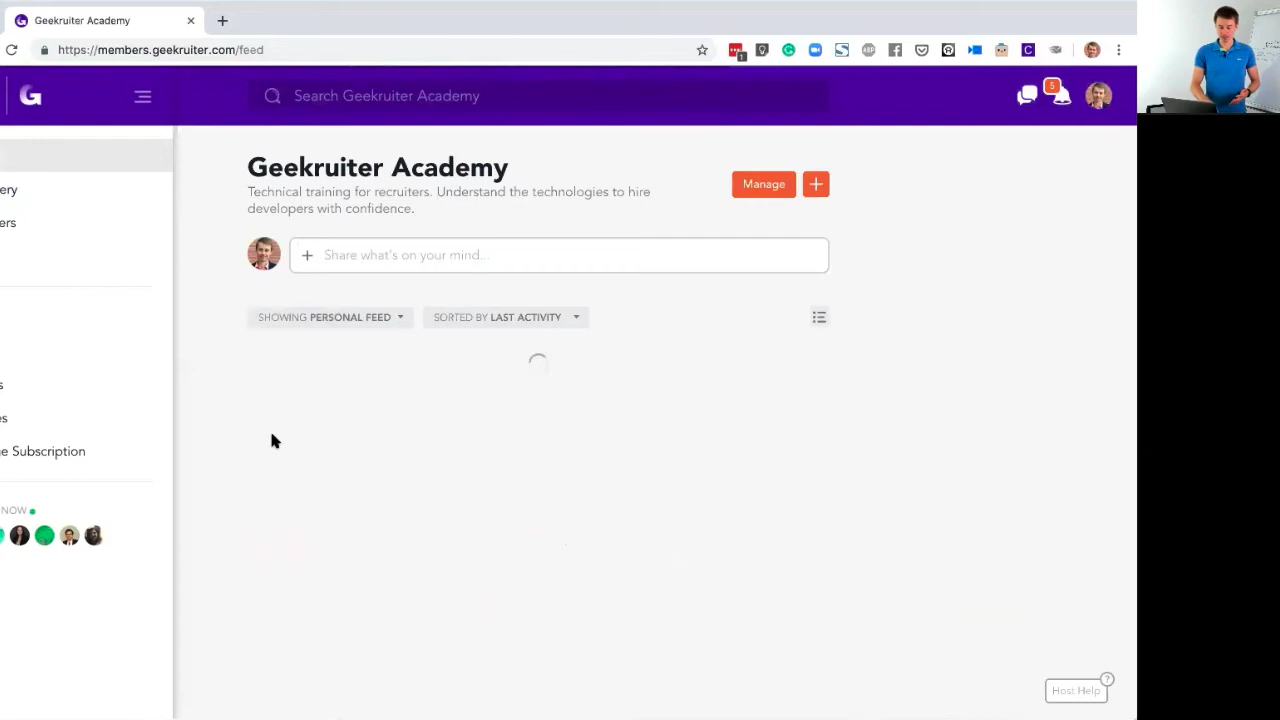 Geekruiter Academy
https://members.geekruiter.com/feed
1
Search Geekruiter Academy
5
Geekruiter Academy
Technical training for recruiters. Understand the technologies to hire
developers with confidence.
Manage
Share what's on your mind...
SHOWING PERSONAL FEED
SORTED BY LAST ACTIVITY
ery
ers
s
es
e Subscription
NOW
Host Help
?